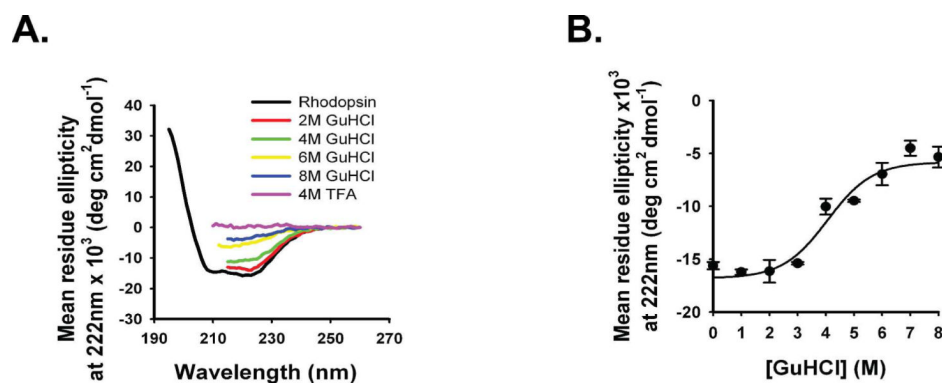 A.
Mean residue ellipticity
at 222nm x 10³ (deg cm²dmol⁻¹)
40
30
20
10
0
-10
-20
-30
190
210
230
250
270
Wavelength (nm)
Rhodopsin
2M GuHCl
4M GuHCl
6M GuHCl
8M GuHCl
4M TFA
B.
Mean residue ellipticity x10³
at 222nm (deg cm² dmol⁻¹)
0
-5
-10
-15
-20
0
1
2
3
4
5
6
7
8
[GuHCl] (M)